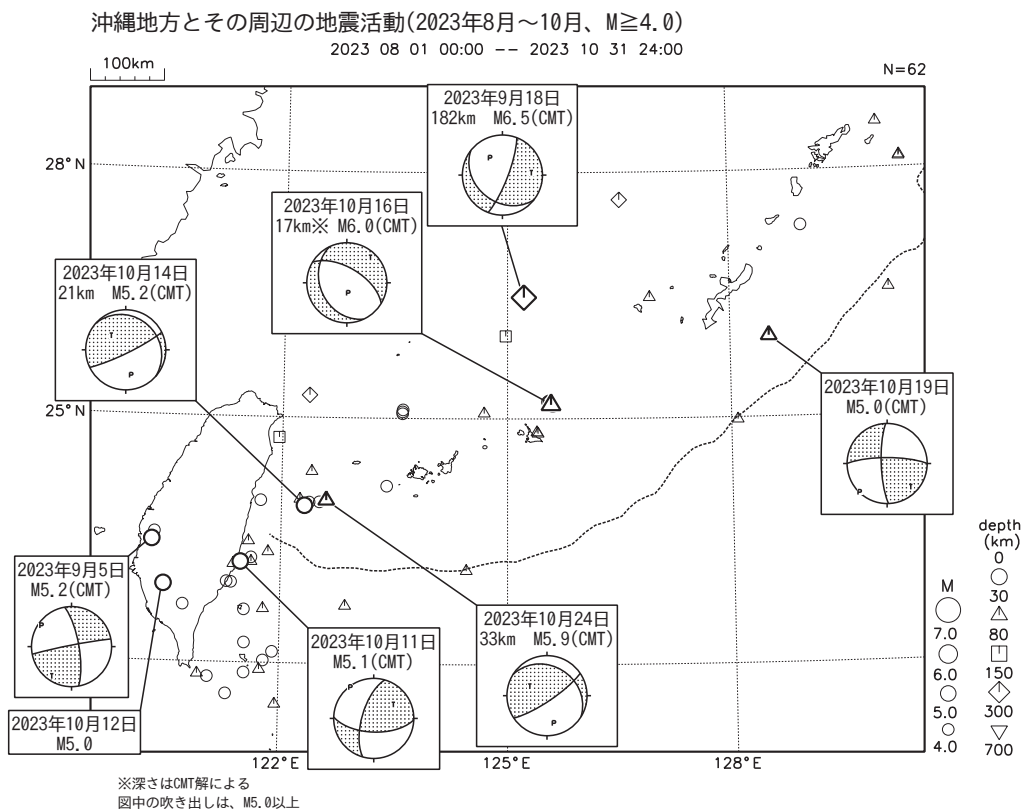 沖縄地方とその周辺の地震活動(2023年8月～10月、M≧4.0)
2023 08 01 00:00 -- 2023 10 31 24:00
100km
N=62
2023年9月18日
182km M6.5(CMT)
P
T
28°N
2023年10月16日
17km※ M6.0(CMT)
T
P
2023年10月14日
21km M5.2(CMT)
T
P
25°N
2023年10月19日
M5.0(CMT)
T
P
2023年9月5日
M5.2(CMT)
P
T
2023年10月24日
33km M5.9(CMT)
T
P
2023年10月11日
M5.1(CMT)
P
T
2023年10月12日
M5.0
122°E
125°E
128°E
M
7.0
6.0
5.0
4.0
depth
(km)
0
30
80
150
300
700
※深さはCMT解による
図中の吹き出しは、M5.0以上